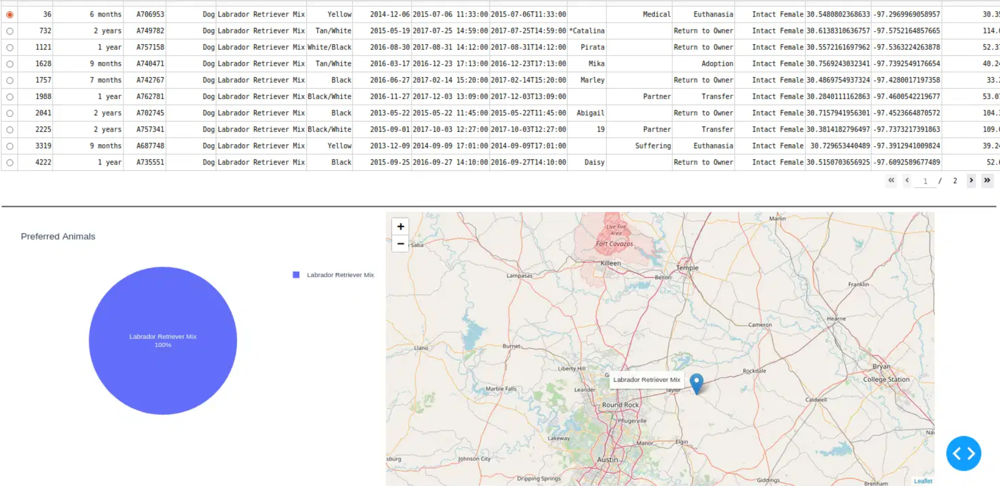 36 6 months A706953 Dog Labrador Retriever Mix Yellow 2014-12-06 2015-07-06 11:33:00 2015-07-06T11:33:00 Medical Euthanasia Intact Female 30.5480802368633 -97.2969969058957 30.35
732 2 years A749782 Dog Labrador Retriever Mix Tan/White 2015-05-19 2017-07-25 14:59:00 2017-07-25T14:59:00 *Catalina Return to Owner Intact Female 30.6138310636757 -97.5752164857665 114.0
1121 1 year A757158 Dog Labrador Retriever Mix White/Black 2016-08-30 2017-08-31 14:12:00 2017-08-31T14:12:00 Pirata Return to Owner Intact Female 30.5572161697962 -97.5363224263878 52.37
1628 9 months A740471 Dog Labrador Retriever Mix Tan/White 2016-03-17 2016-12-23 17:13:00 2016-12-23T17:13:00 Mika Adoption Intact Female 30.7569243032341 -97.7392549176654 40.24
1757 7 months A742767 Dog Labrador Retriever Mix Black 2016-06-27 2017-02-14 15:20:00 2017-02-14T15:20:00 Marley Return to Owner Intact Female 30.4869754937324 -97.4280017197358 33.2
1988 1 year A762781 Dog Labrador Retriever Mix Black/White 2016-11-27 2017-12-03 13:09:00 2017-12-03T13:09:00 Partner Transfer Intact Female 30.2840111162863 -97.4600542219677 53.07
2041 2 years A702745 Dog Labrador Retriever Mix Black 2013-05-22 2015-05-22 11:45:00 2015-05-22T11:45:00 Abigail Return to Owner Intact Female 30.7157941956301 -97.4523664870572 104.3
2225 2 years A757341 Dog Labrador Retriever Mix Black/White 2015-09-01 2017-10-03 12:27:00 2017-10-03T12:27:00 19 Partner Transfer Intact Female 30.3814182796497 -97.7373217391863 109.0
3319 9 months A687748 Dog Labrador Retriever Mix Yellow 2013-12-09 2014-09-09 17:01:00 2014-09-09T17:01:00 Suffering Euthanasia Intact Female 30.729653440489 -97.3912941009824 39.24
4222 1 year A735551 Dog Labrador Retriever Mix Black 2015-09-25 2016-09-27 14:10:00 2016-09-27T14:10:00 Daisy Return to Owner Intact Female 30.5150703656925 -97.6092589677489 52.6
« ‹ 1 / 2 › »
Preferred Animals
Labrador Retriever Mix
Labrador Retriever Mix
100%
+
−
Marlin
Live Fire
Area
Fort Cavazos
Saba
Killeen
Temple
Lampasas
Belton
Franklin
Hearne
Cameron
Llano
Burnet
Bryan
Liberty Hill
Rockdale
College Station
G
Labrador Retriever Mix
Marble Falls
Leander
Taylor
Caldwell
Round Rock
Pflugerville
Nav
Lakeway
Manor
Elgin
sburg
Johnson City
Austin
Dripping Springs
Giddings
Brenham
Leaflet